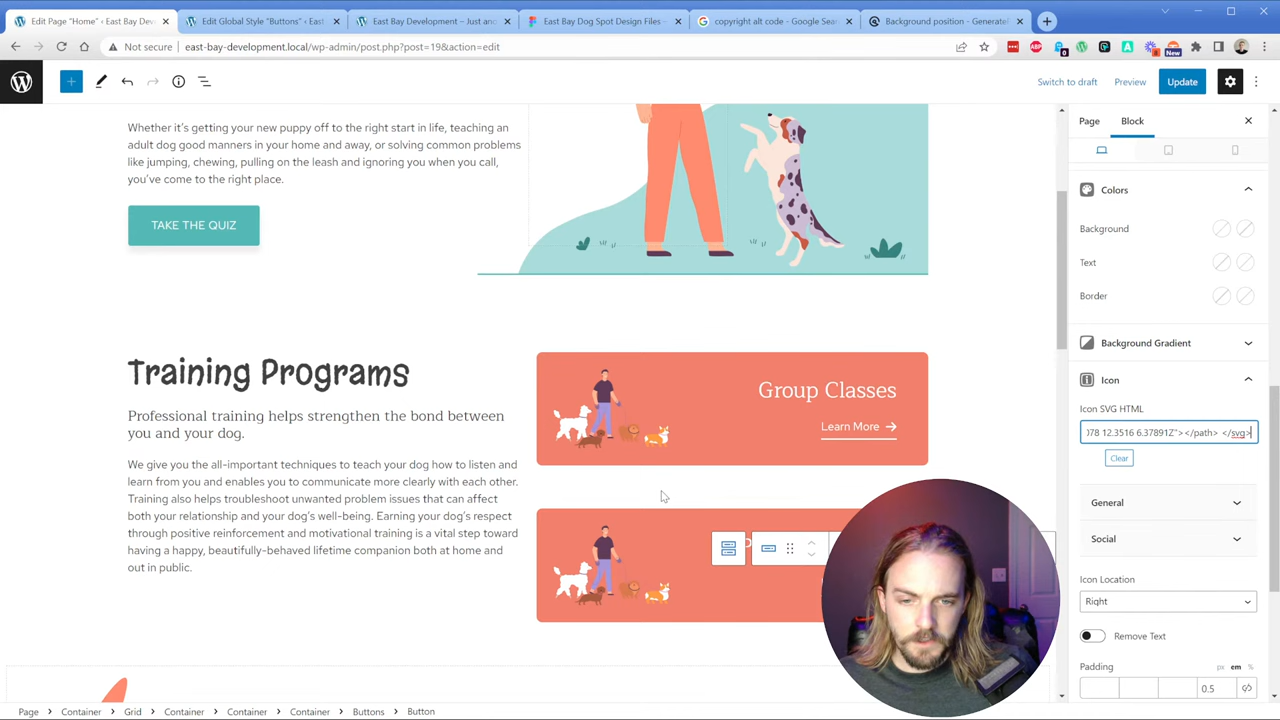 Edit Page “Home” ‹ East Bay Dev
Edit Global Style “Buttons” ‹ East
East Bay Development – Just ano
East Bay Dog Spot Design Files –
copyright alt code - Google Sear
Background position - Generate
Not secure
east-bay-development.local/wp-admin/post.php?post=19&action=edit
New
Switch to draft
Preview
Update
Page
Block
Whether it’s getting your new puppy off to the right start in life, teaching an
adult dog good manners in your home and away, or solving common problems
like jumping, chewing, pulling on the leash and ignoring you when you call,
you’ve come to the right place.
TAKE THE QUIZ
Training Programs
Professional training helps strengthen the bond between
you and your dog.
We give you the all-important techniques to teach your dog how to listen and
learn from you and enables you to communicate more clearly with each other.
Training also helps troubleshoot unwanted problem issues that can affect
both your relationship and your dog’s well-being. Earning your dog’s respect
through positive reinforcement and motivational training is a vital step toward
having a happy, beautifully-behaved lifetime companion both at home and
out in public.
Group Classes
Learn More
Colors
Background
Text
Border
Background Gradient
Icon
Icon SVG HTML
078 12.3516 6.37891Z"></path> </svg>
Clear
General
Social
Icon Location
Right
Remove Text
Padding
px em %
0.5
Page > Container > Grid > Container > Container > Container > Buttons > Button